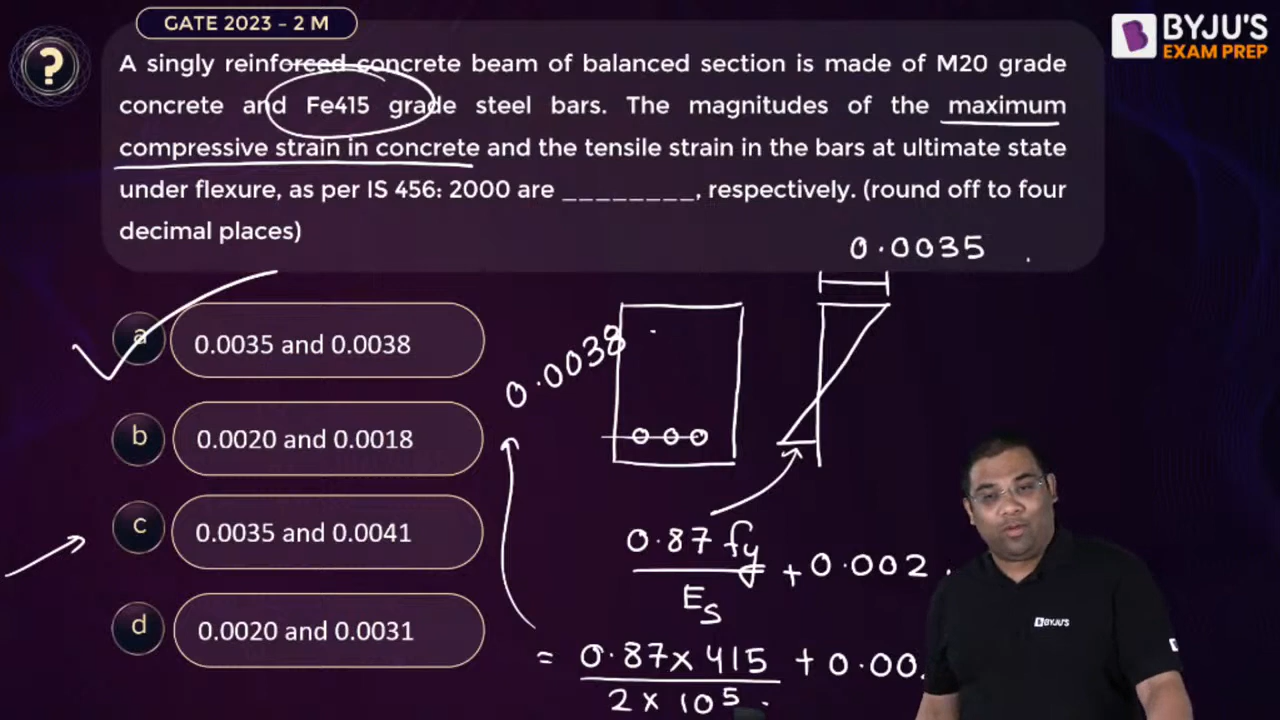 GATE 2023 – 2 M
BYJU'S
EXAM PREP
?
A singly reinforced concrete beam of balanced section is made of M20 grade
concrete and Fe415 grade steel bars. The magnitudes of the maximum
compressive strain in concrete and the tensile strain in the bars at ultimate state
under flexure, as per IS 456: 2000 are ________, respectively. (round off to four
decimal places)
0.0035
a 0.0035 and 0.0038
0.0038
b 0.0020 and 0.0018
c 0.0035 and 0.0041
0.87 fy
+ 0.002
Es
d 0.0020 and 0.0031
= 0.87 x 415 + 0.00
2 x 10^5
BYJU'S